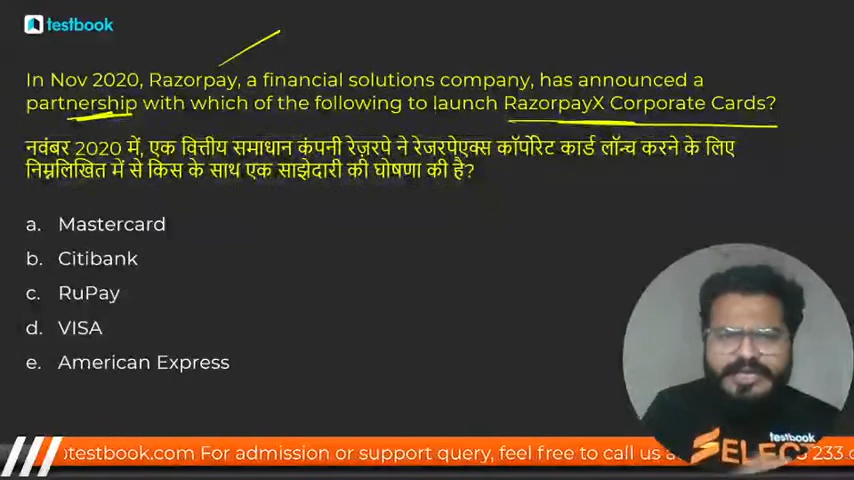 testbook
In Nov 2020, Razorpay, a financial solutions company, has announced a
partnership with which of the following to launch RazorpayX Corporate Cards?
नवंबर 2020 में, एक वित्तीय समाधान कंपनी रेज़रपे ने रेजरपेएक्स कॉर्पोरेट कार्ड लॉन्च करने के लिए
निम्नलिखित में से किस के साथ एक साझेदारी की घोषणा की है?
a. Mastercard
b. Citibank
c. RuPay
d. VISA
e. American Express
testbook
SELECT
testbook.com For admission or support query, feel free to call us 233